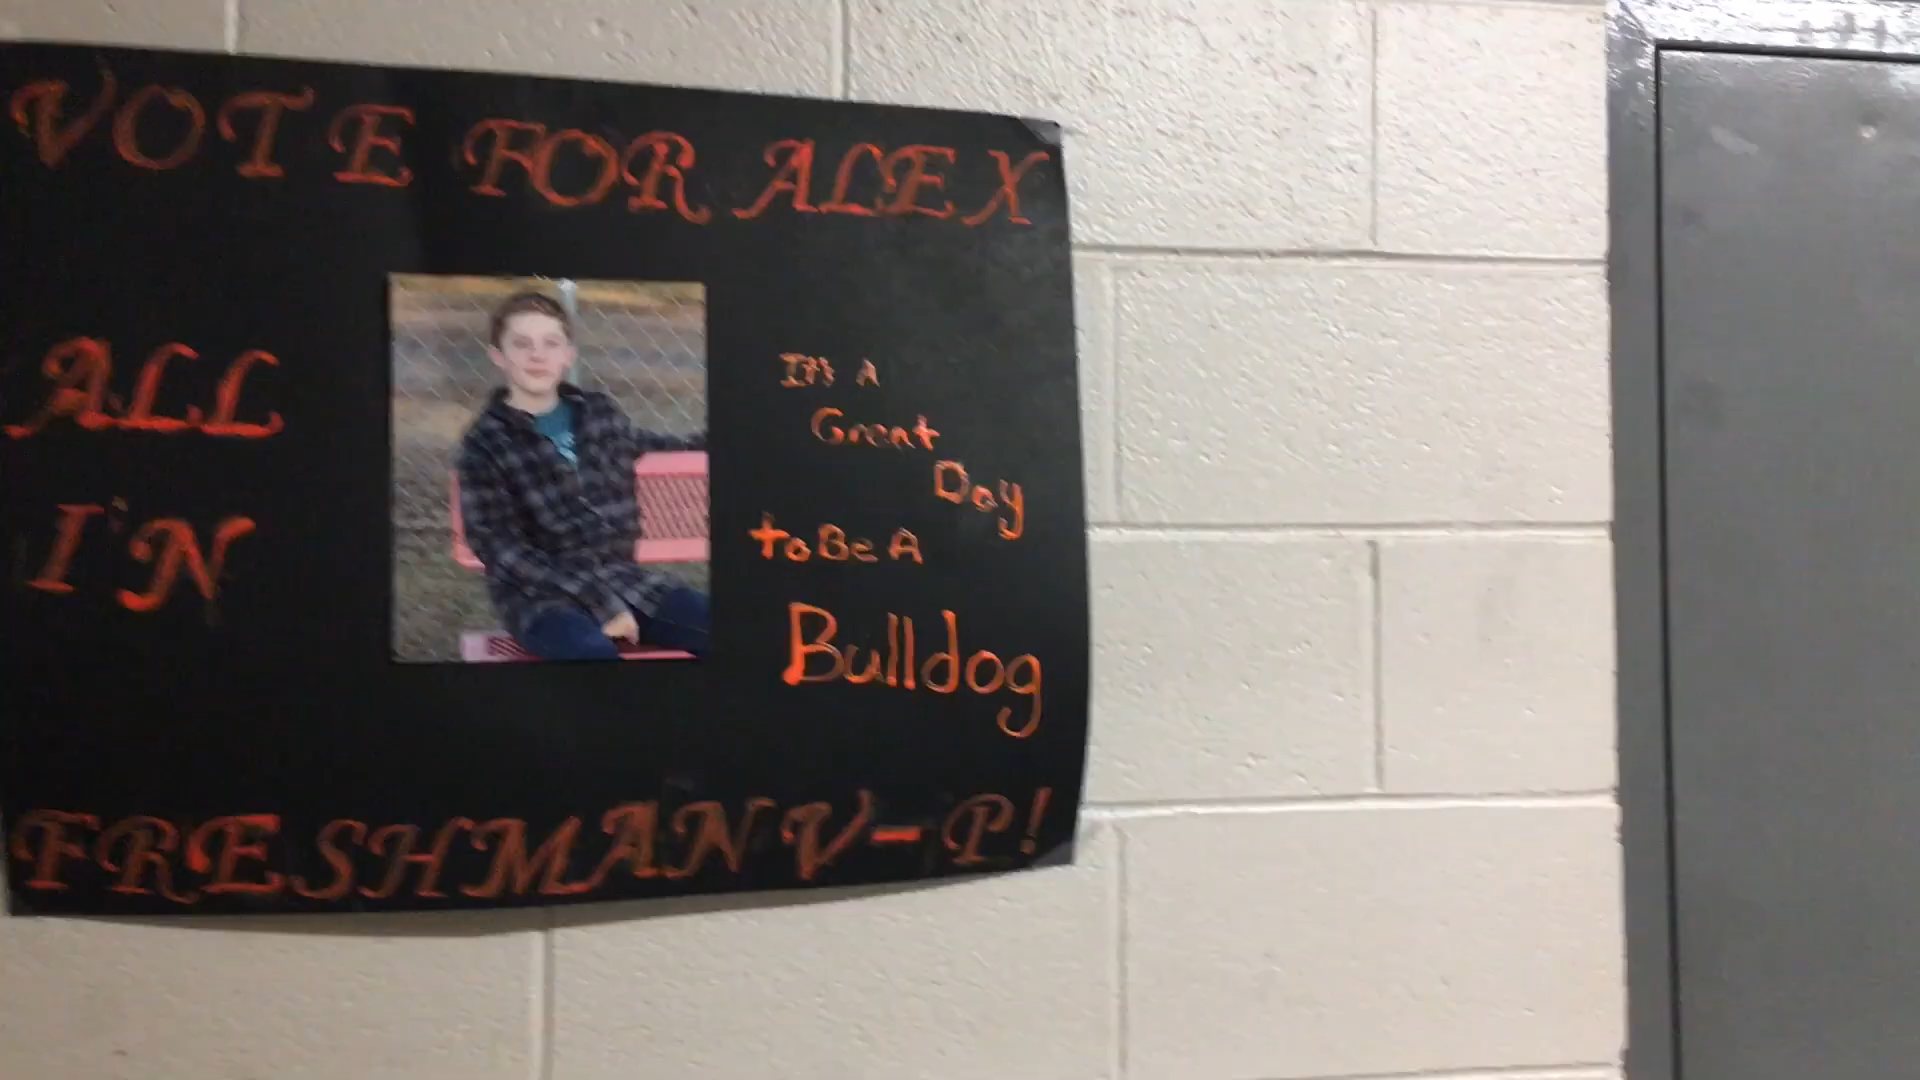 VOTE FOR ALEX
ALL
I'N
It's A
Great
Day
to Be A
Bulldog
FRESHMAN V-P!